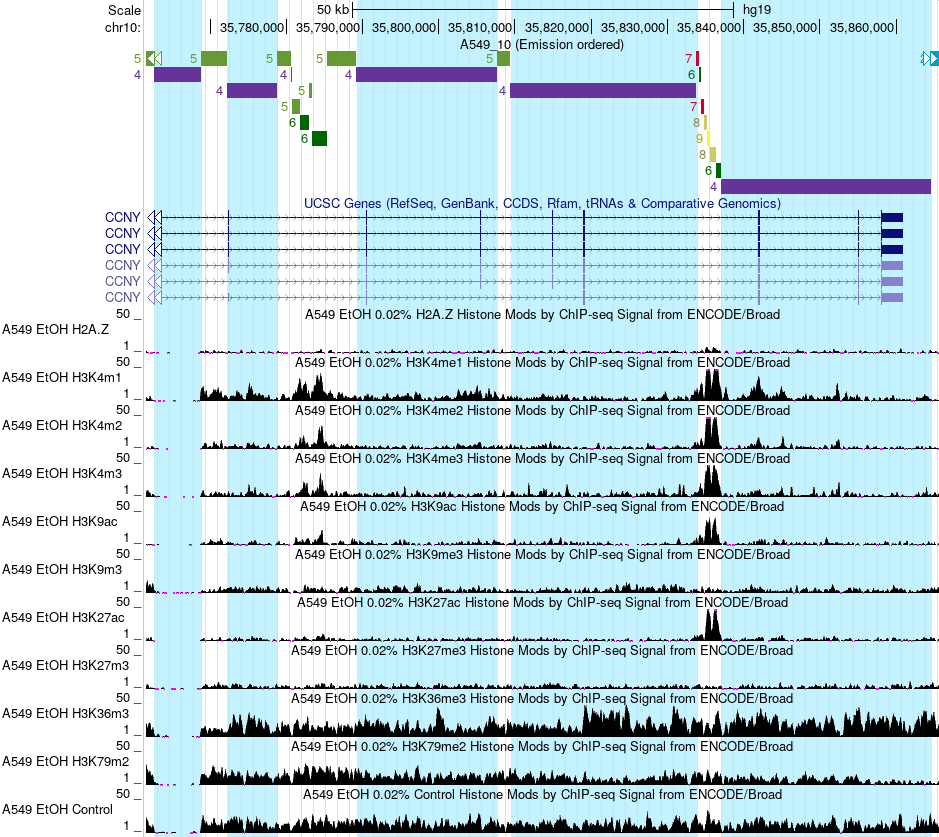 Scale 50 kb hg19
chr10: 35,780,000 35,790,000 35,800,000 35,810,000 35,820,000 35,830,000 35,840,000 35,850,000 35,860,000
A549_10 (Emission ordered)
5 5 5 5 5 7
4 4 4 6
4 5 4
5 7
6 8
6 9
8
6
4
UCSC Genes (RefSeq, GenBank, CCDS, Rfam, tRNAs & Comparative Genomics)
CCNY
CCNY
CCNY
CCNY
CCNY
CCNY
50 _ A549 EtOH 0.02% H2A.Z Histone Mods by ChIP-seq Signal from ENCODE/Broad
A549 EtOH H2A.Z
1 _
50 _ A549 EtOH 0.02% H3K4me1 Histone Mods by ChIP-seq Signal from ENCODE/Broad
A549 EtOH H3K4m1
1 _
50 _ A549 EtOH 0.02% H3K4me2 Histone Mods by ChIP-seq Signal from ENCODE/Broad
A549 EtOH H3K4m2
1 _
50 _ A549 EtOH 0.02% H3K4me3 Histone Mods by ChIP-seq Signal from ENCODE/Broad
A549 EtOH H3K4m3
1 _
50 _ A549 EtOH 0.02% H3K9ac Histone Mods by ChIP-seq Signal from ENCODE/Broad
A549 EtOH H3K9ac
1 _
50 _ A549 EtOH 0.02% H3K9me3 Histone Mods by ChIP-seq Signal from ENCODE/Broad
A549 EtOH H3K9m3
1 _
50 _ A549 EtOH 0.02% H3K27ac Histone Mods by ChIP-seq Signal from ENCODE/Broad
A549 EtOH H3K27ac
1 _
50 _ A549 EtOH 0.02% H3K27me3 Histone Mods by ChIP-seq Signal from ENCODE/Broad
A549 EtOH H3K27m3
1 _
50 _ A549 EtOH 0.02% H3K36me3 Histone Mods by ChIP-seq Signal from ENCODE/Broad
A549 EtOH H3K36m3
1 _
50 _ A549 EtOH 0.02% H3K79me2 Histone Mods by ChIP-seq Signal from ENCODE/Broad
A549 EtOH H3K79m2
1 _
50 _ A549 EtOH 0.02% Control Histone Mods by ChIP-seq Signal from ENCODE/Broad
A549 EtOH Control
1 _